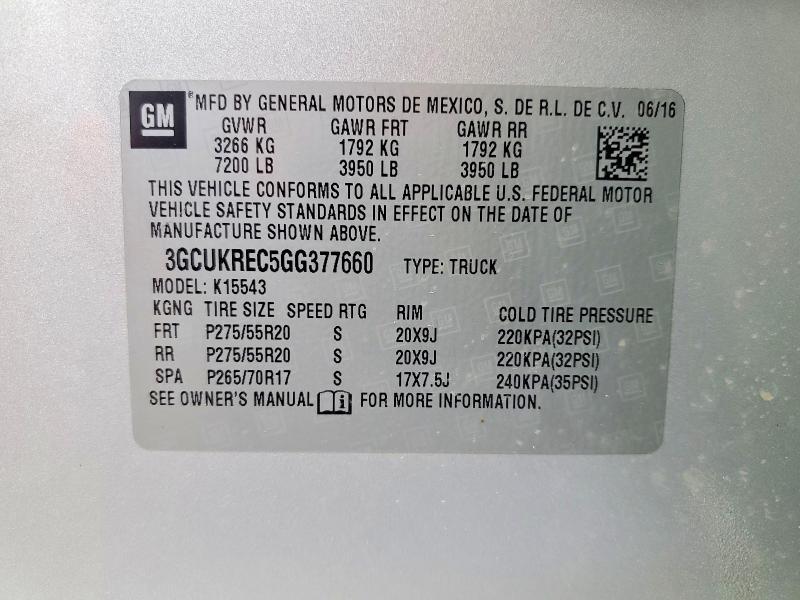 GM ®MFD BY GENERAL MOTORS DE MEXICO, S. DE R.L. DE C.V. 06/16
GVWR GAWR FRT GAWR RR
3266 KG 1792 KG 1792 KG
7200 LB 3950 LB 3950 LB
THIS VEHICLE CONFORMS TO ALL APPLICABLE U.S. FEDERAL MOTOR
VEHICLE SAFETY STANDARDS IN EFFECT ON THE DATE OF
MANUFACTURE SHOWN ABOVE.
3GCUKREC5GG377660 TYPE: TRUCK
MODEL: K15543
KGNG TIRE SIZE SPEED RTG RIM COLD TIRE PRESSURE
FRT P275/55R20 S 20X9J 220KPA(32PSI)
RR P275/55R20 S 20X9J 220KPA(32PSI)
SPA P265/70R17 S 17X7.5J 240KPA(35PSI)
SEE OWNER'S MANUAL i FOR MORE INFORMATION.